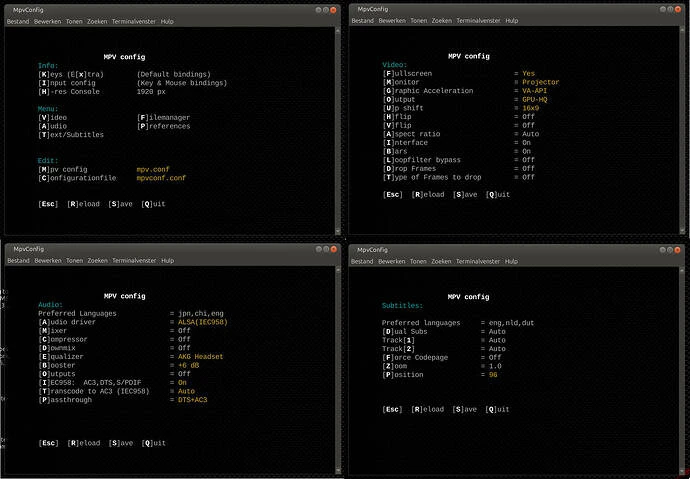 MpvConfig
Bestand Bewerken Tonen Zoeken Terminalvenster Hulp
MPV config
Info:
[K]eys (E[x]tra) (Default bindings)
[I]nput config (Key & Mouse bindings)
[H]-res Console 1920 px
Menu:
[V]ideo [F]ilemanager
[A]udio [P]references
[T]ext/Subtitles
Edit:
[M]pv config mpv.conf
[C]onfigurationfile mpvconf.conf
[Esc] [R]eload [S]ave [Q]uit
MpvConfig
Bestand Bewerken Tonen Zoeken Terminalvenster Hulp
MPV config
Video:
[F]ullscreen = Yes
[M]onitor = Projector
[G]raphic Acceleration = VA-API
[O]utput = GPU-HQ
[U]p shift = 16x9
[H]flip = Off
[V]flip = Off
[A]spect ratio = Auto
[I]nterface = On
[B]ars = On
[L]oopfilter bypass = Off
[D]rop Frames = Off
[T]ype of Frames to drop = Off
[Esc] [R]eload [S]ave [Q]uit
MpvConfig
Bestand Bewerken Tonen Zoeken Terminalvenster Hulp
MPV config
Audio:
Preferred Languages = jpn,chi,eng
[A]udio driver = ALSA(IEC958)
[M]ixer = Off
[C]ompressor = Off
[D]ownmix = Off
[E]qualizer = AKG Headset
[B]ooster = +6 dB
[O]utputs = Off
[I]EC958: AC3,DTS,S/PDIF = On
[T]ranscode to AC3 (IEC958) = Auto
[P]assthrough = DTS+AC3
[Esc] [R]eload [S]ave [Q]uit
MpvConfig
Bestand Bewerken Tonen Zoeken Terminalvenster Hulp
MPV config
Subtitles:
Preferred languages = eng,nld,dut
[D]ual Subs = Auto
Track[1] = Auto
Track[2] = Auto
[F]orce Codepage = Off
[Z]oom = 1.0
[P]osition = 96
[Esc] [R]eload [S]ave [Q]uit